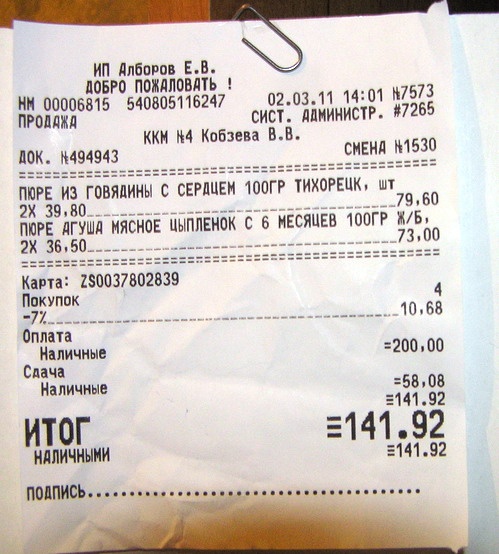 ИП Алборов Е.В.
ДОБРО ПОЖАЛОВАТЬ !
НМ 00006815 540805116247 02.03.11 14:01 №7573
ПРОДАЖА СИСТ. АДМИНИСТР. #7265
ККМ №4 Кобзева В.В.
ДОК. №494943 СМЕНА №1530
ПЮРЕ ИЗ ГОВЯДИНЫ С СЕРДЦЕМ 100ГР ТИХОРЕЦК, шт
2X 39,80 79,60
ПЮРЕ АГУША МЯСНОЕ ЦЫПЛЕНОК С 6 МЕСЯЦЕВ 100ГР Ж/Б,
2X 36,50 73,00
Карта: ZS0037802839
Покупок 4
-7% 10,68
Оплата
Наличные =200,00
Сдача
Наличные =58,08
≡141.92
ИТОГ ≡141.92
НАЛИЧНЫМИ ≡141.92
ПОДПИСЬ........................................